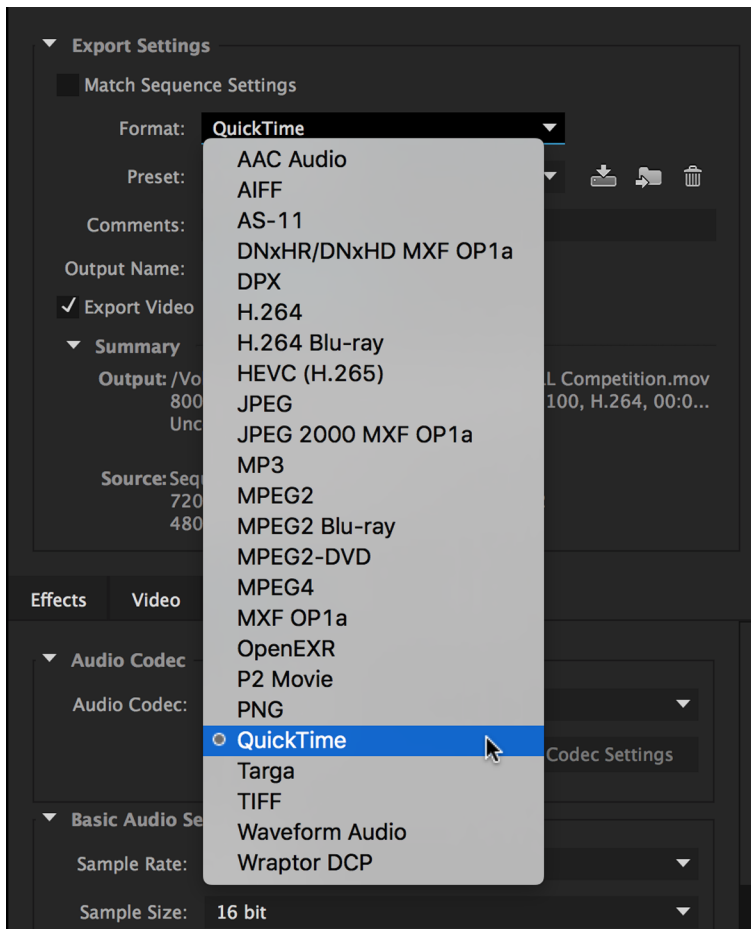 Export Settings
Match Sequence Settings
Format: QuickTime
AAC Audio
Preset:
AIFF
AS-11
Comments:
DNxHR/DNxHD MXF OP1a
Output Name:
DPX
Export Video
H.264
Summary
H.264 Blu-ray
Output: /Vo
HEVC (H.265)
L Competition.mov
800
JPEG
100, H.264, 00:0...
Unc
JPEG 2000 MXF OP1a
MP3
Source: Sequ
MPEG2
720
MPEG2 Blu-ray
480
MPEG2-DVD
MPEG4
Effects
Video
MXF OP1a
OpenEXR
Audio Codec
P2 Movie
Audio Codec:
PNG
QuickTime
Codec Settings
Targa
TIFF
Basic Audio Se
Waveform Audio
Sample Rate:
Wraptor DCP
Sample Size: 16 bit